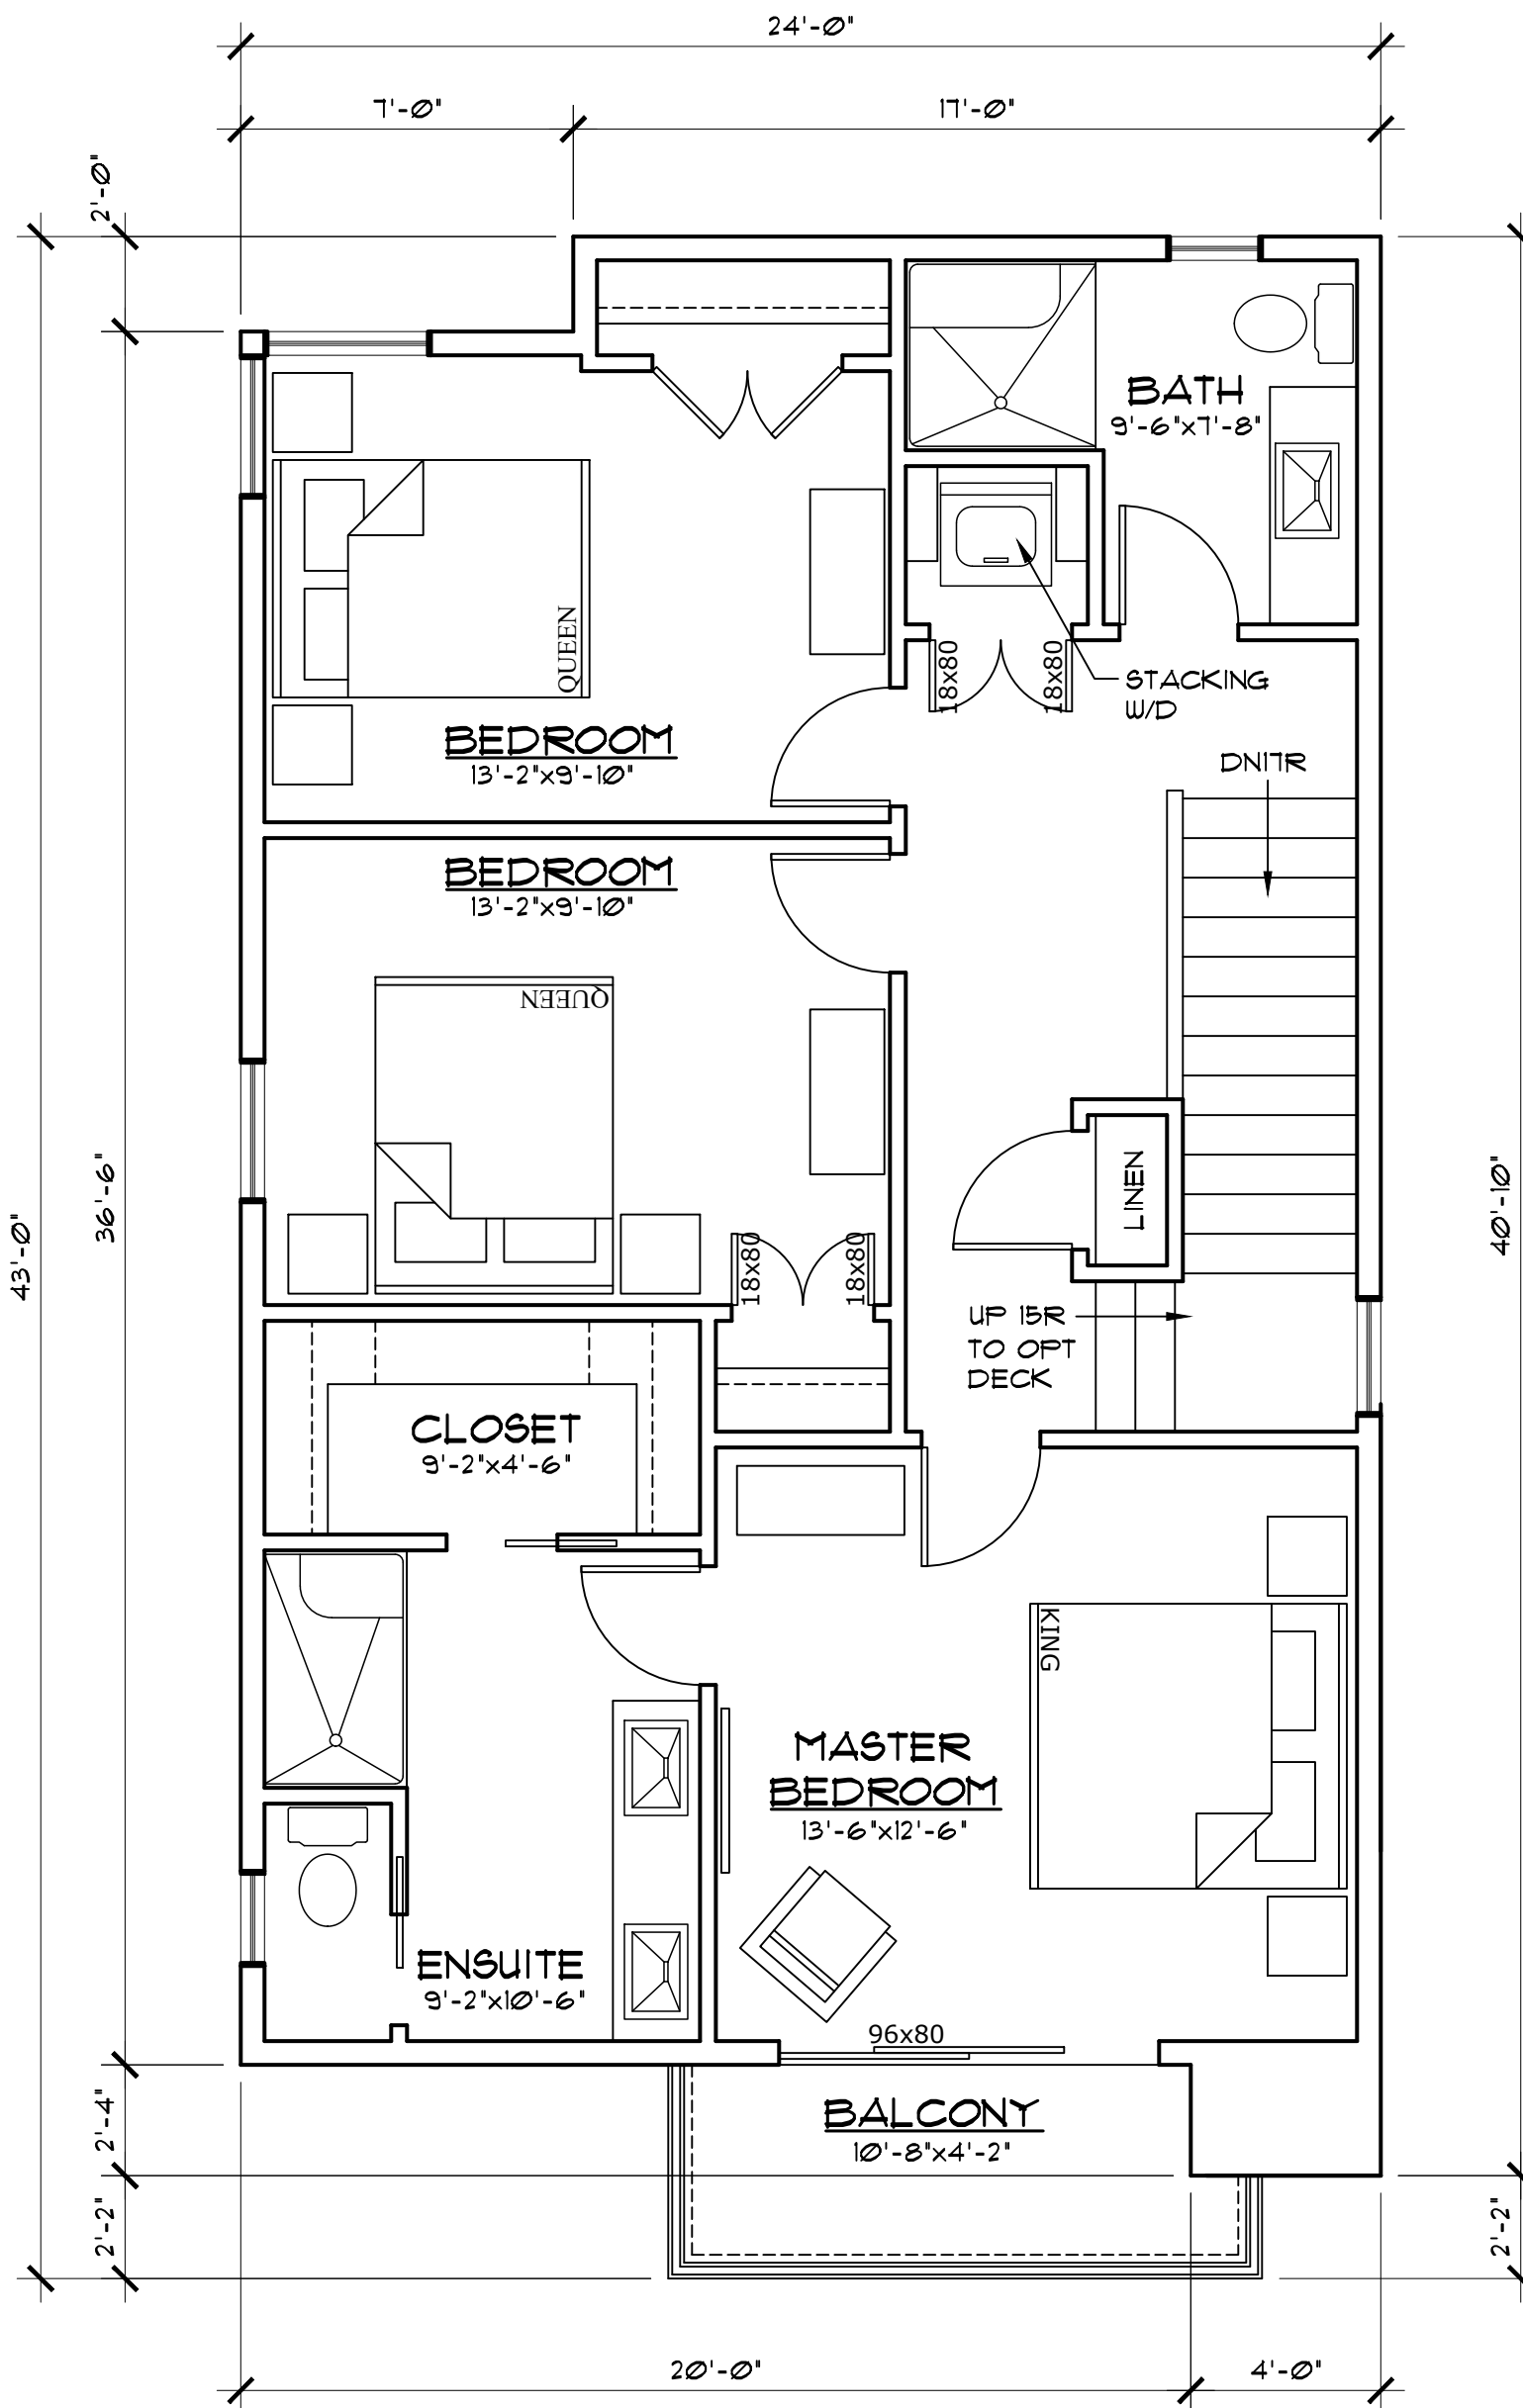 24'-0"
7'-0"
17'-0"
2'-0"
BATH
9'-6"x7'-8"
QUEEN
18x80
18x80
STACKING
W/D
BEDROOM
13'-2"x9'-10"
DN17R
BEDROOM
13'-2"x9'-10"
QUEEN
36'-6"
43'-0"
40'-10"
LINEN
18x80
18x80
UP 15R
TO OPT
DECK
CLOSET
9'-2"x4'-6"
KING
MASTER
BEDROOM
13'-6"x12'-6"
ENSUITE
9'-2"x10'-6"
96x80
BALCONY
10'-8"x4'-2"
2'-4"
2'-2"
2'-2"
20'-0"
4'-0"